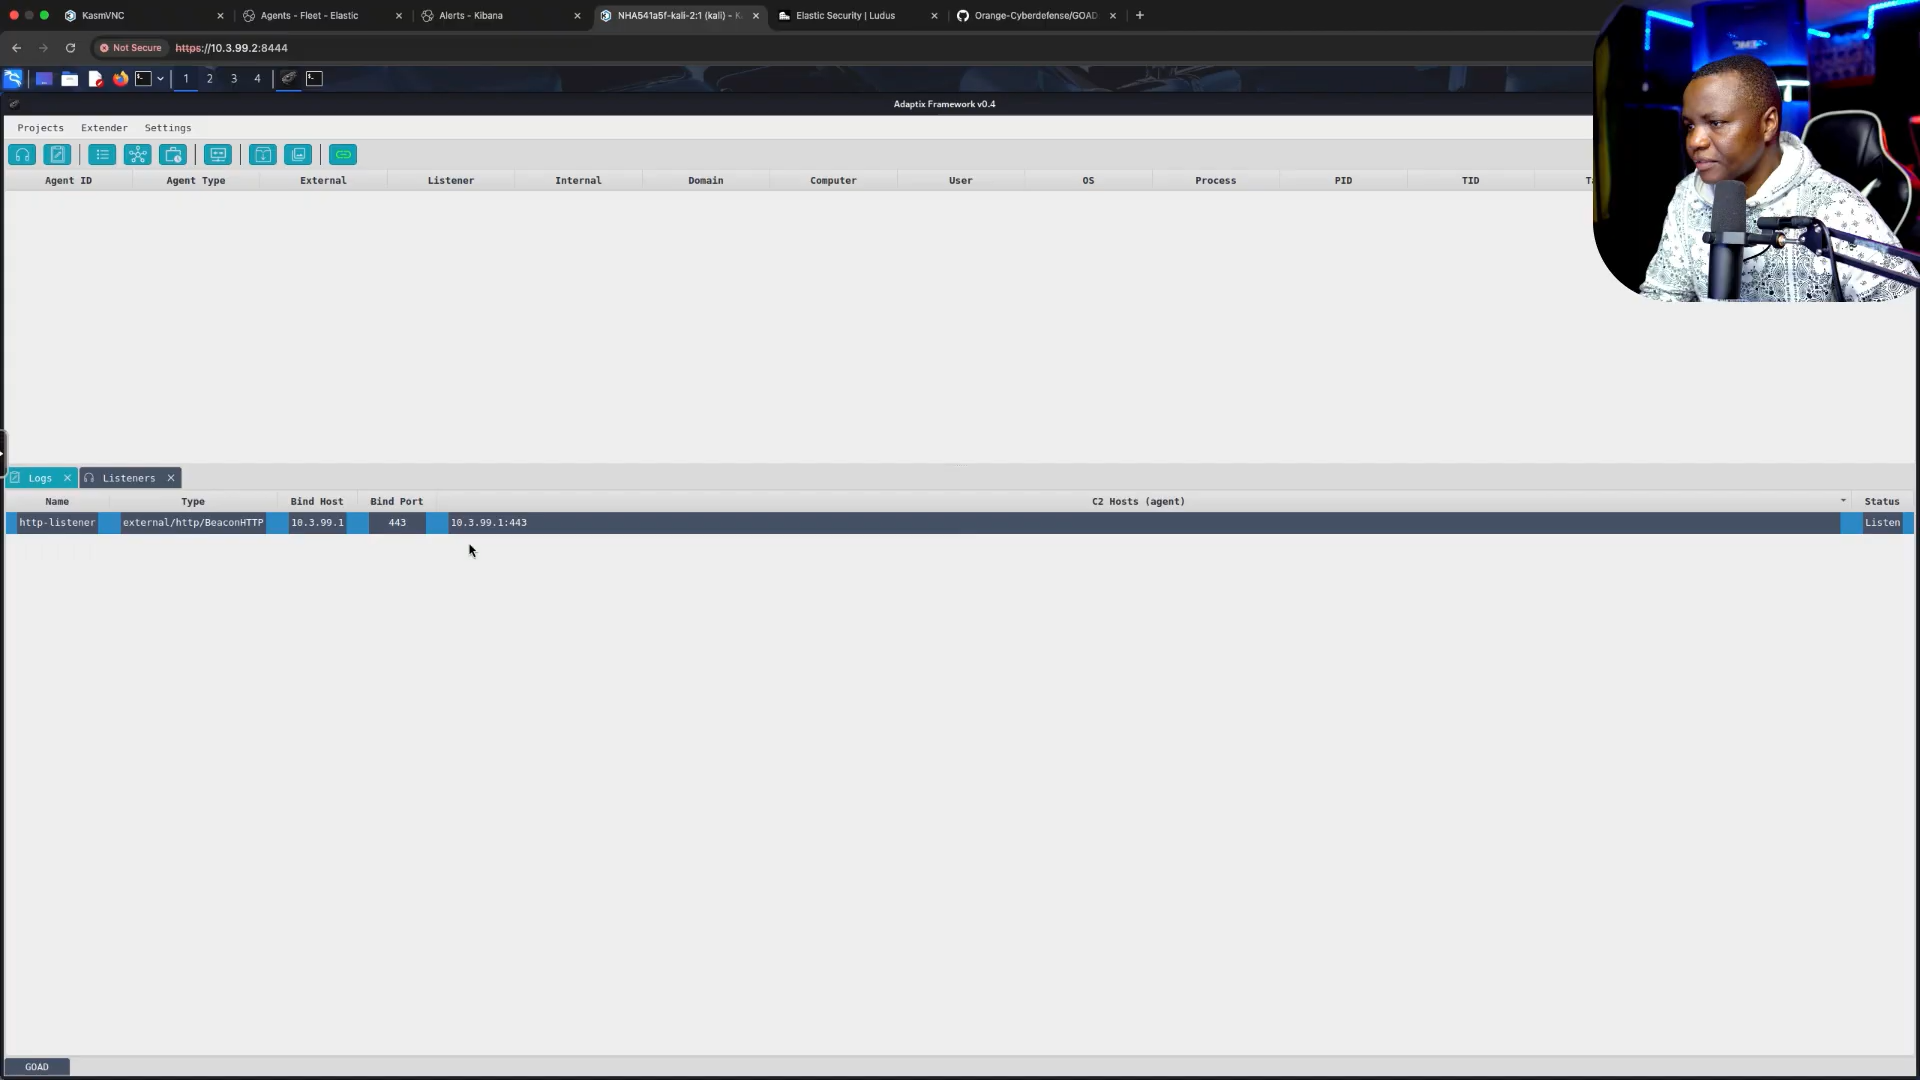 KasmVNC
Agents - Fleet - Elastic
Alerts - Kibana
NHA541a5f-kali-2:1 (kali) - K
Elastic Security | Ludus
Orange-Cyberdefense/GOAD
Not Secure https://10.3.99.2:8444
1 2 3 4
Adaptix Framework v0.4
Projects Extender Settings
Agent ID Agent Type External Listener Internal Domain Computer User OS Process PID TID
Logs Listeners
Name Type Bind Host Bind Port C2 Hosts (agent) Status
http-listener external/http/BeaconHTTP 10.3.99.1 443 10.3.99.1:443 Listen
GOAD